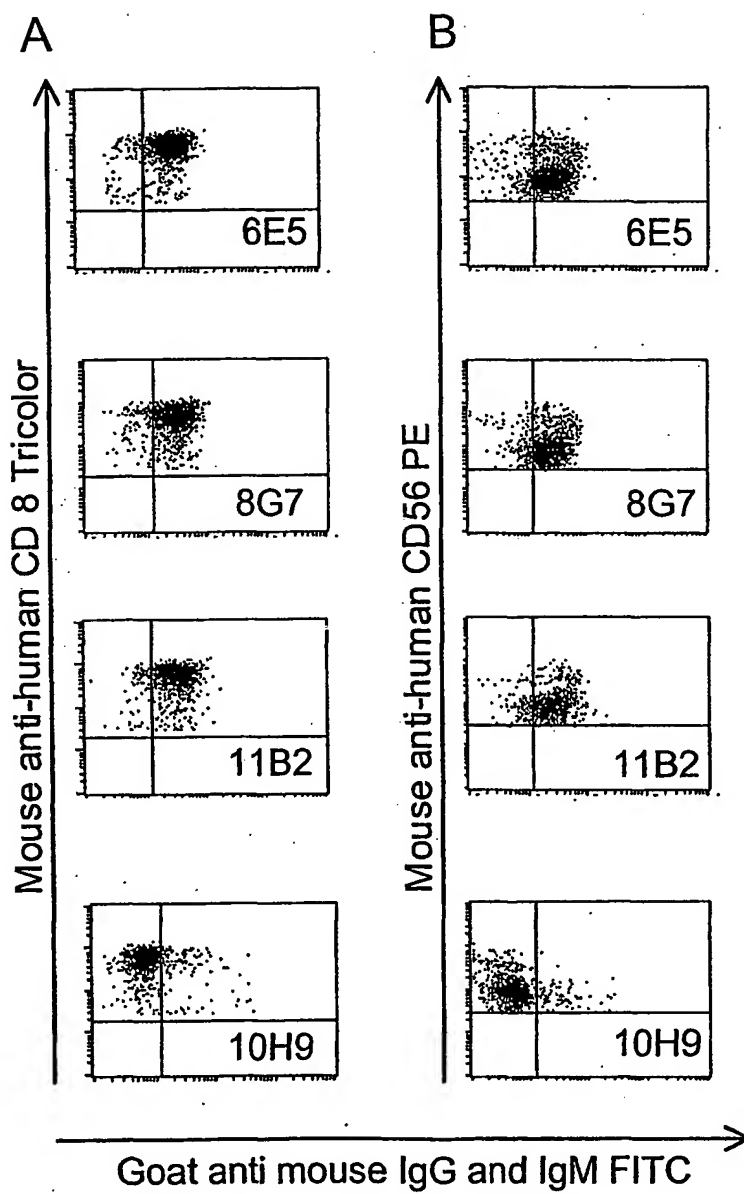 A
B
Mouse anti-human CD 8 Tricolor
6E5
8G7
11B2
10H9
Mouse anti-human CD56 PE
6E5
8G7
11B2
10H9
Goat anti mouse IgG and IgM FITC